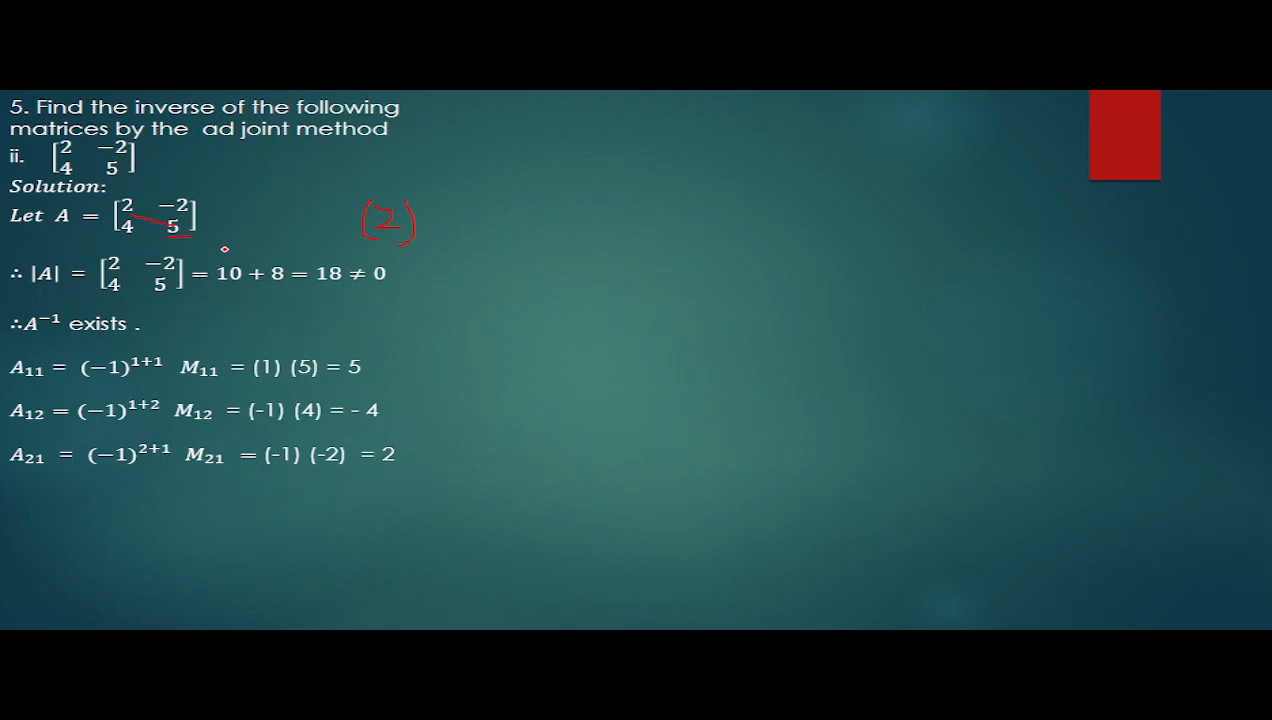 5. Find the inverse of the following
matrices by the ad joint method
ii. [2 −2
4 5]
Solution:
Let A = [2 −2
4 5]
(2)
∴ |A| = [2 −2
4 5] = 10 + 8 = 18 ≠ 0
∴A⁻¹ exists .
A₁₁ = (−1)¹⁺¹ M₁₁ = (1) (5) = 5
A₁₂ = (−1)¹⁺² M₁₂ = (-1) (4) = - 4
A₂₁ = (−1)²⁺¹ M₂₁ = (-1) (-2) = 2